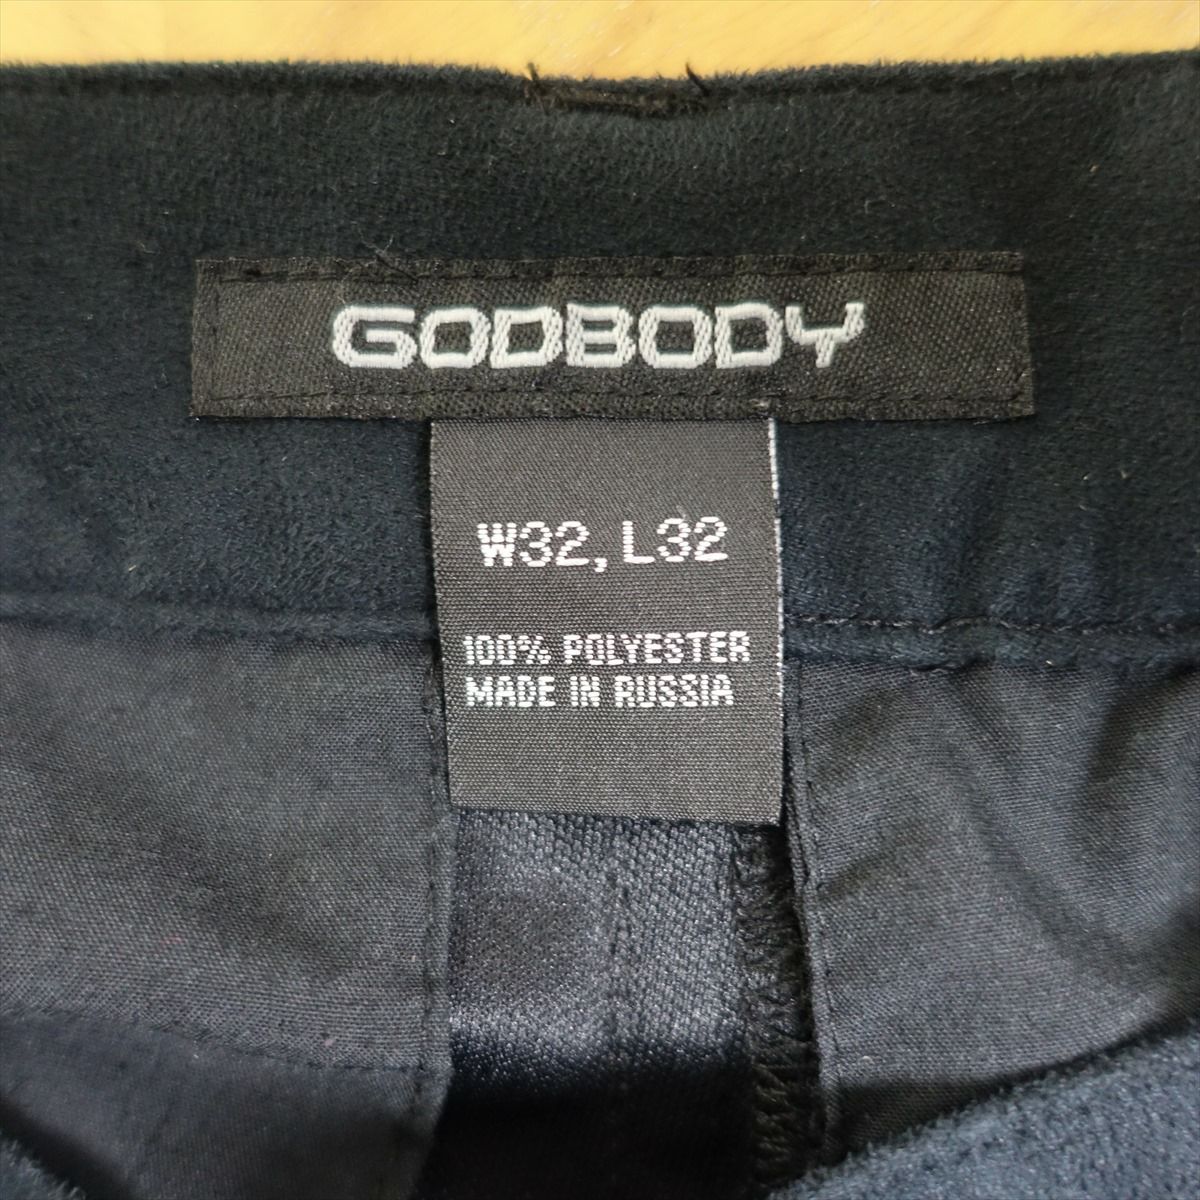 GODBODY
W32, L32
100% POLYESTER
MADE IN RUSSIA